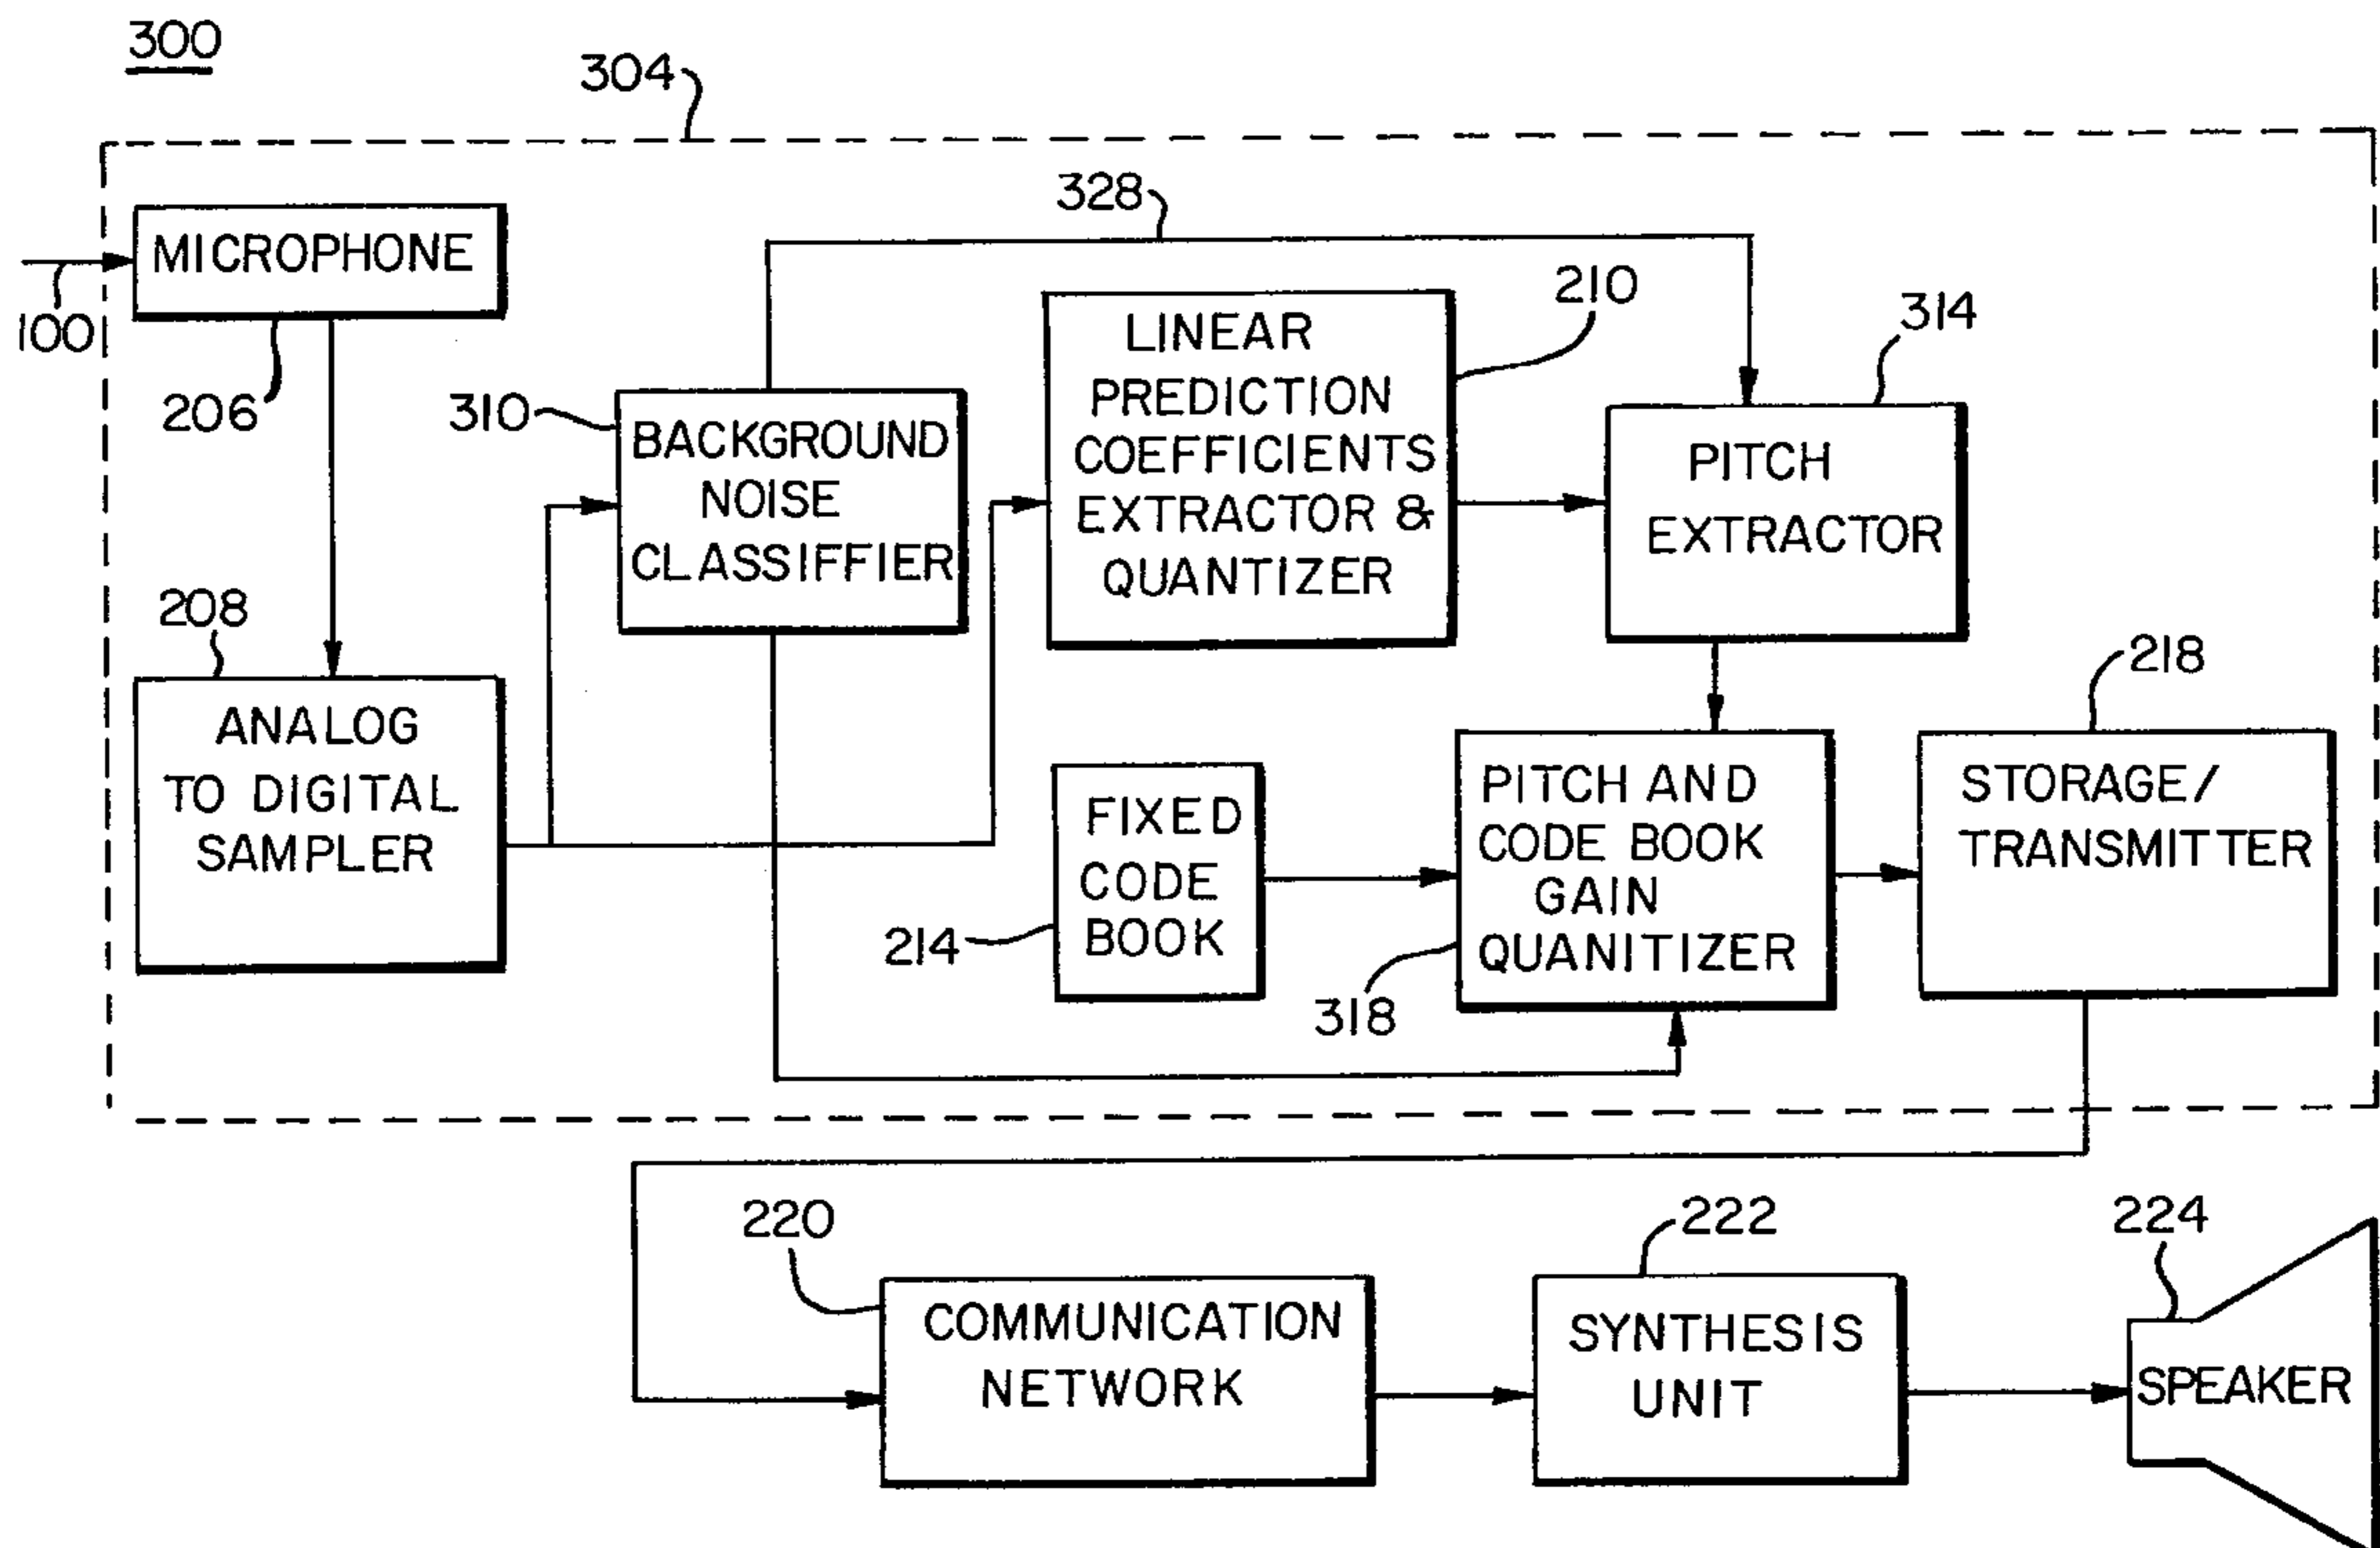 300
304
328
MICROPHONE
100
206
210
314
LINEAR
PREDICTION
COEFFICIENTS
EXTRACTOR &
QUANTIZER
310
BACKGROUND
NOISE
CLASSIFFIER
PITCH
EXTRACTOR
208
ANALOG
TO DIGITAL
SAMPLER
218
FIXED
CODE
BOOK
214
PITCH AND
CODE BOOK
GAIN
QUANITIZER
318
STORAGE/
TRANSMITTER
220
COMMUNICATION
NETWORK
222
SYNTHESIS
UNIT
224
SPEAKER